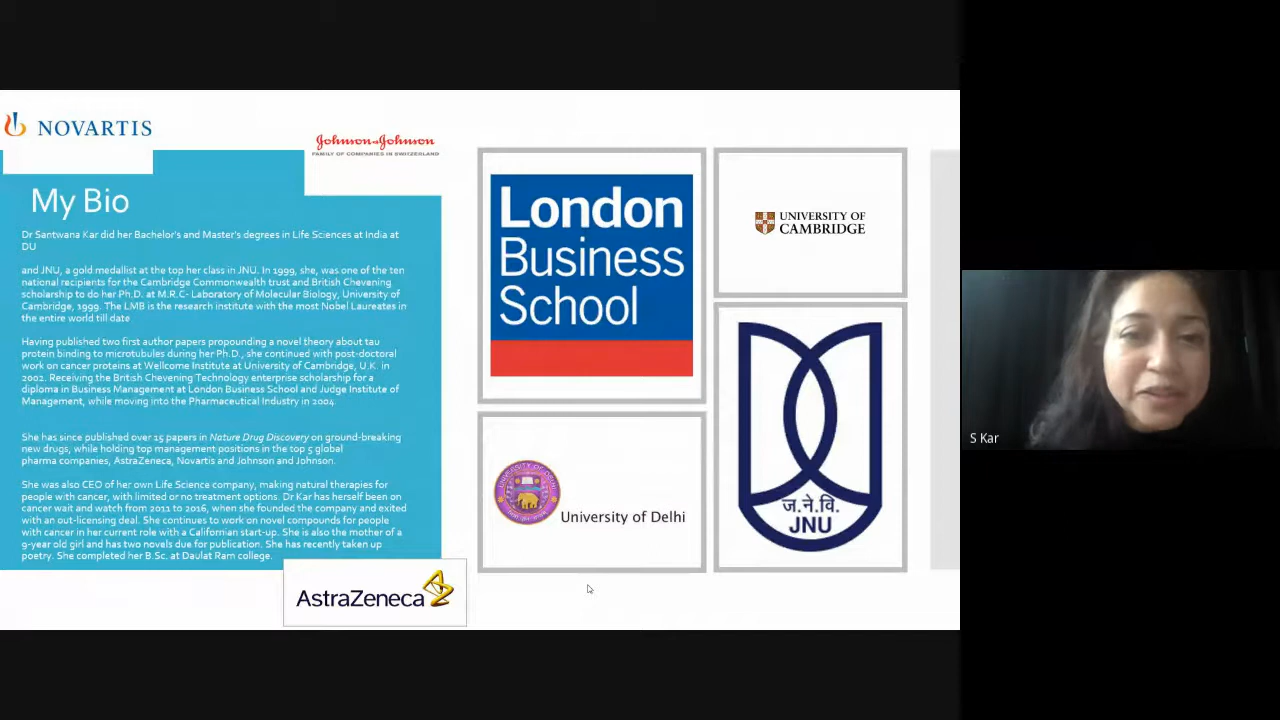 NOVARTIS
Johnson & Johnson
FAMILY OF COMPANIES IN SWITZERLAND
My Bio
Dr Santwana Kar did her Bachelor's and Master's degrees in Life Sciences at India at
DU
and JNU, a gold medallist at the top her class in JNU. In 1999, she, was one of the ten
national recipients for the Cambridge Commonwealth trust and British Chevening
scholarship to do her Ph.D. at M.R.C- Laboratory of Molecular Biology, University of
Cambridge, 1999. The LMB is the research institute with the most Nobel Laureates in
the entire world till date
Having published two first author papers propounding a novel theory about tau
protein binding to microtubules during her Ph.D., she continued with post-doctoral
work on cancer proteins at Wellcome Institute at University of Cambridge, U.K. in
2002. Receiving the British Chevening Technology enterprise scholarship for a
diploma in Business Management at London Business School and Judge Institute of
Management, while moving into the Pharmaceutical Industry in 2004.
She has since published over 15 papers in Nature Drug Discovery on ground-breaking
new drugs, while holding top management positions in the top 5 global
pharma companies, AstraZeneca, Novartis and Johnson and Johnson.
She was also CEO of her own Life Science company, making natural therapies for
people with cancer, with limited or no treatment options. Dr Kar has herself been on
cancer wait and watch from 2011 to 2016, when she founded the company and exited
with an out-licensing deal. She continues to work on novel compounds for people
with cancer in her current role with a Californian start-up. She is also the mother of a
9-year old girl and has two novels due for publication. She has recently taken up
poetry. She completed her B.Sc. at Daulat Ram college.
AstraZeneca
London
Business
School
UNIVERSITY OF
CAMBRIDGE
UNIVERSITY OF DELHI
University of Delhi
ज.ने.वि.
JNU
S Kar